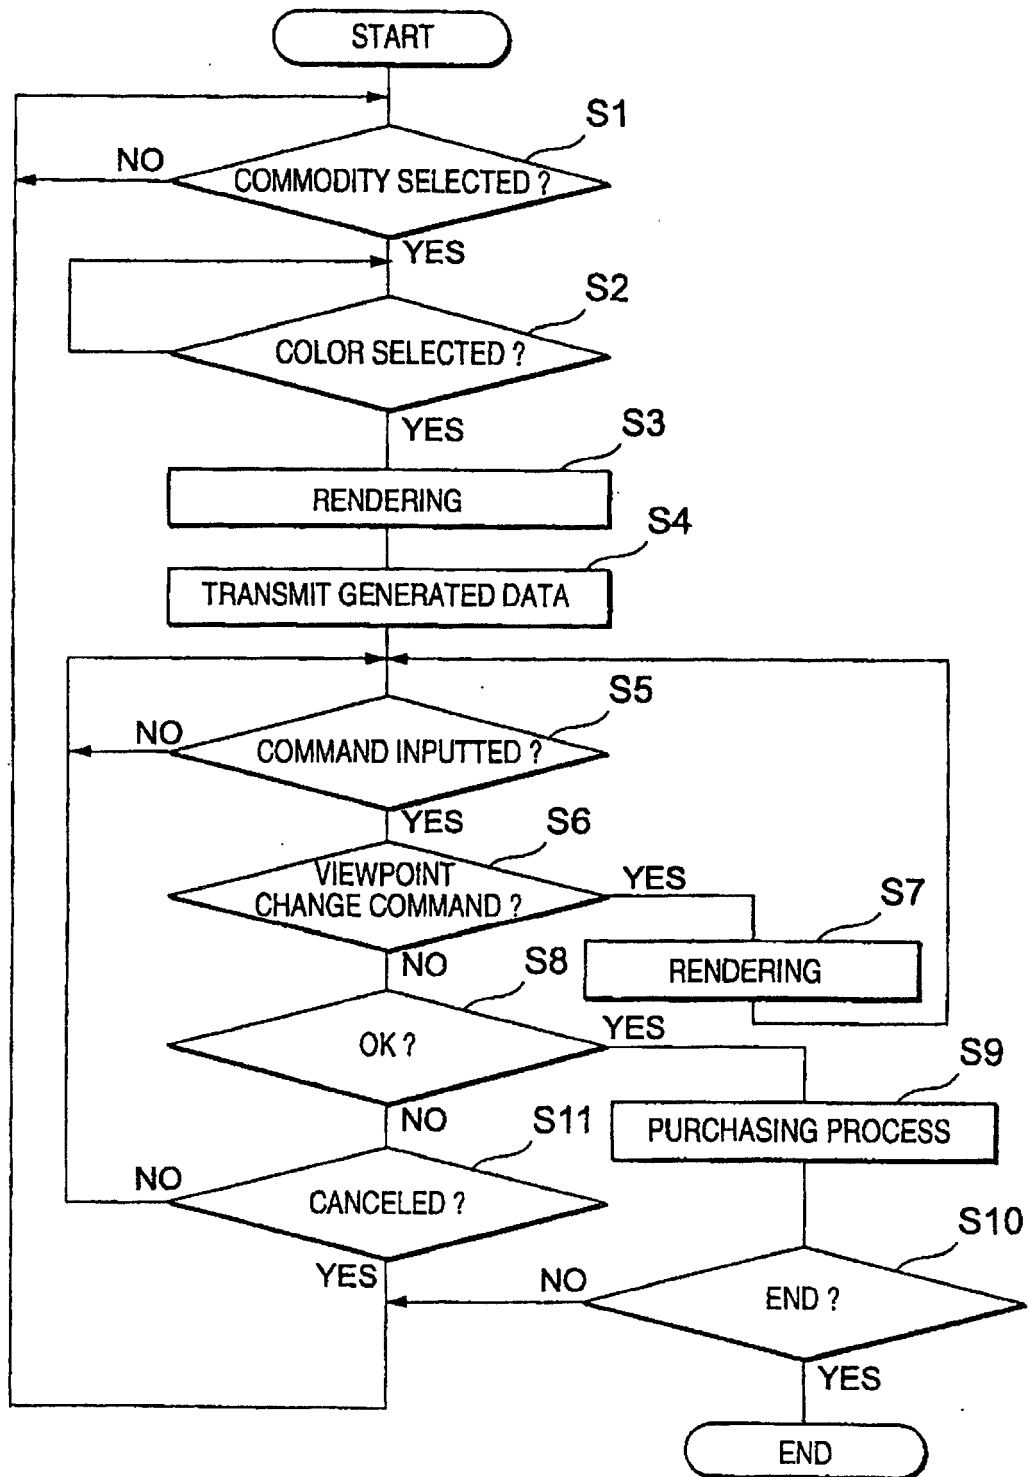 START
S1
NO
COMMODITY SELECTED ?
YES
S2
COLOR SELECTED ?
YES
S3
RENDERING
S4
TRANSMIT GENERATED DATA
S5
NO
COMMAND INPUTTED ?
YES
S6
VIEWPOINT
CHANGE COMMAND ?
YES
S7
RENDERING
NO
S8
OK ?
YES
S9
PURCHASING PROCESS
NO
S11
NO
CANCELED ?
YES
S10
NO
END ?
YES
END